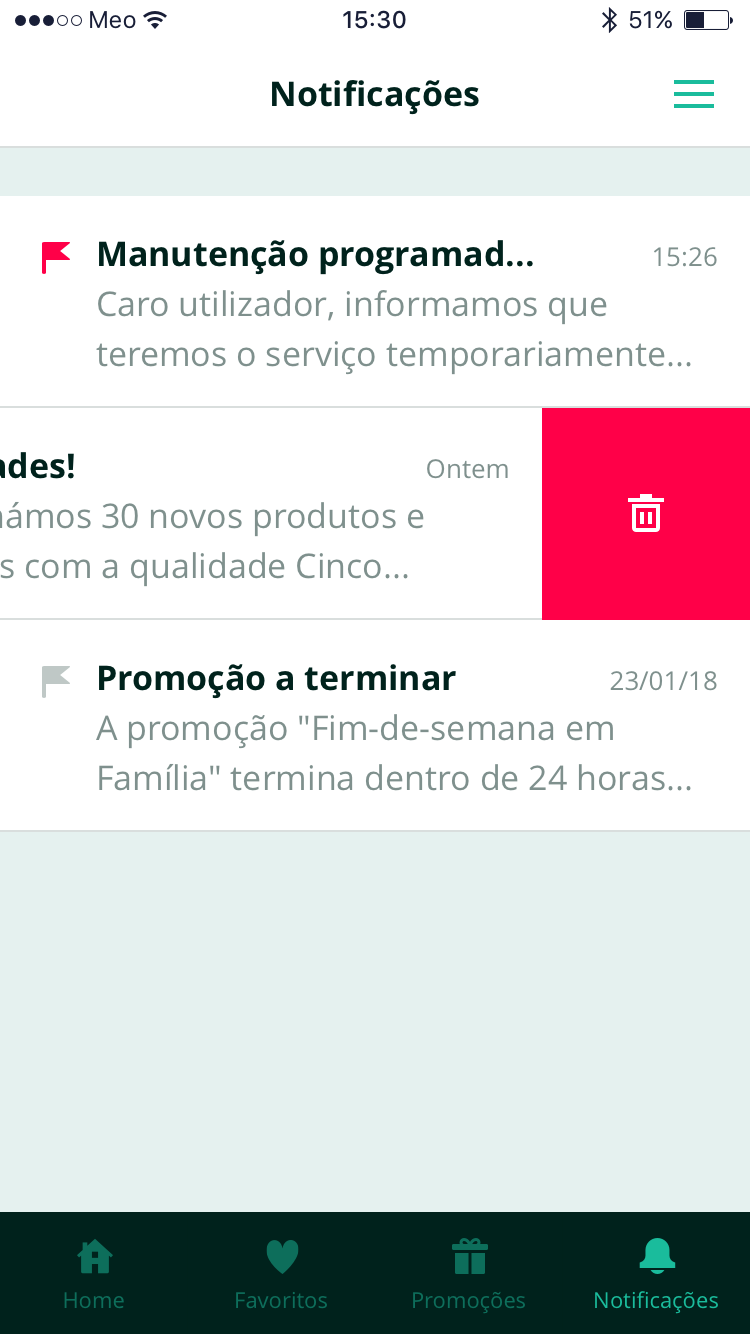 Meo 15:30 51%
Notificações
Manutenção programad... 15:26
Caro utilizador, informamos que
teremos o serviço temporariamente...
ades! Ontem
ámos 30 novos produtos e
s com a qualidade Cinco...
Promoção a terminar 23/01/18
A promoção "Fim-de-semana em
Família" termina dentro de 24 horas...
Home Favoritos Promoções Notificações